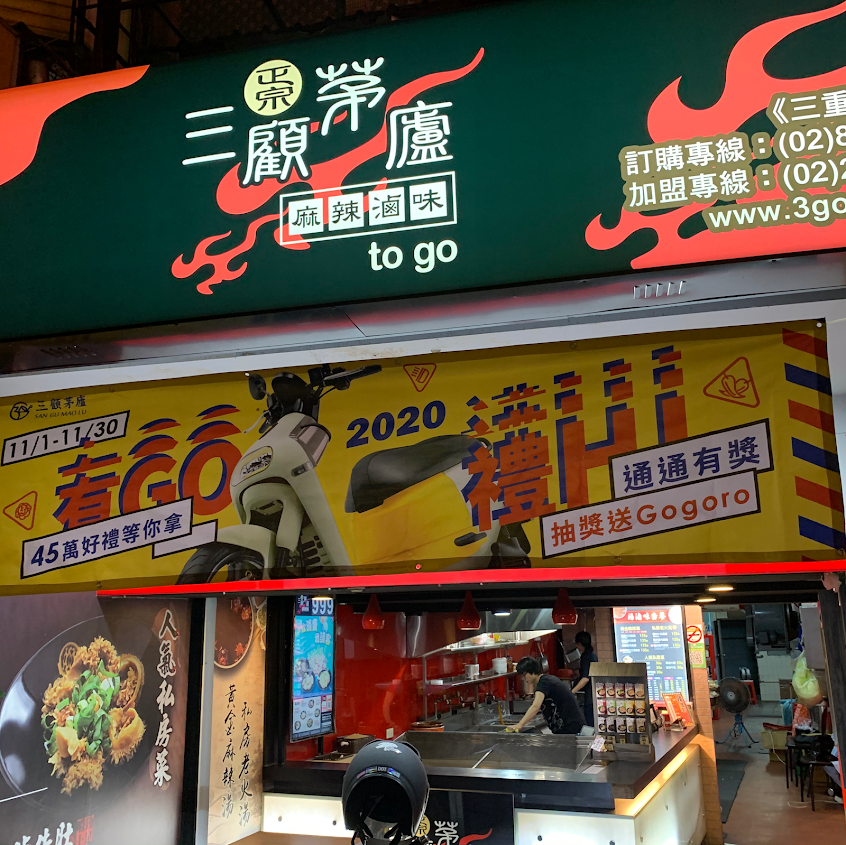 正宗
三顧茅廬
麻辣滷味
to go
《三重
訂購專線:(02)8
加盟專線:(02)2
www.3go
三顧茅廬
SAN GU MAO LU
11/1-11/30
有GO
2020
禮HI
45萬好禮等你拿
通通有獎
抽獎送Gogoro
人氣私房菜
黃金麻辣湯
私房老火湯
999